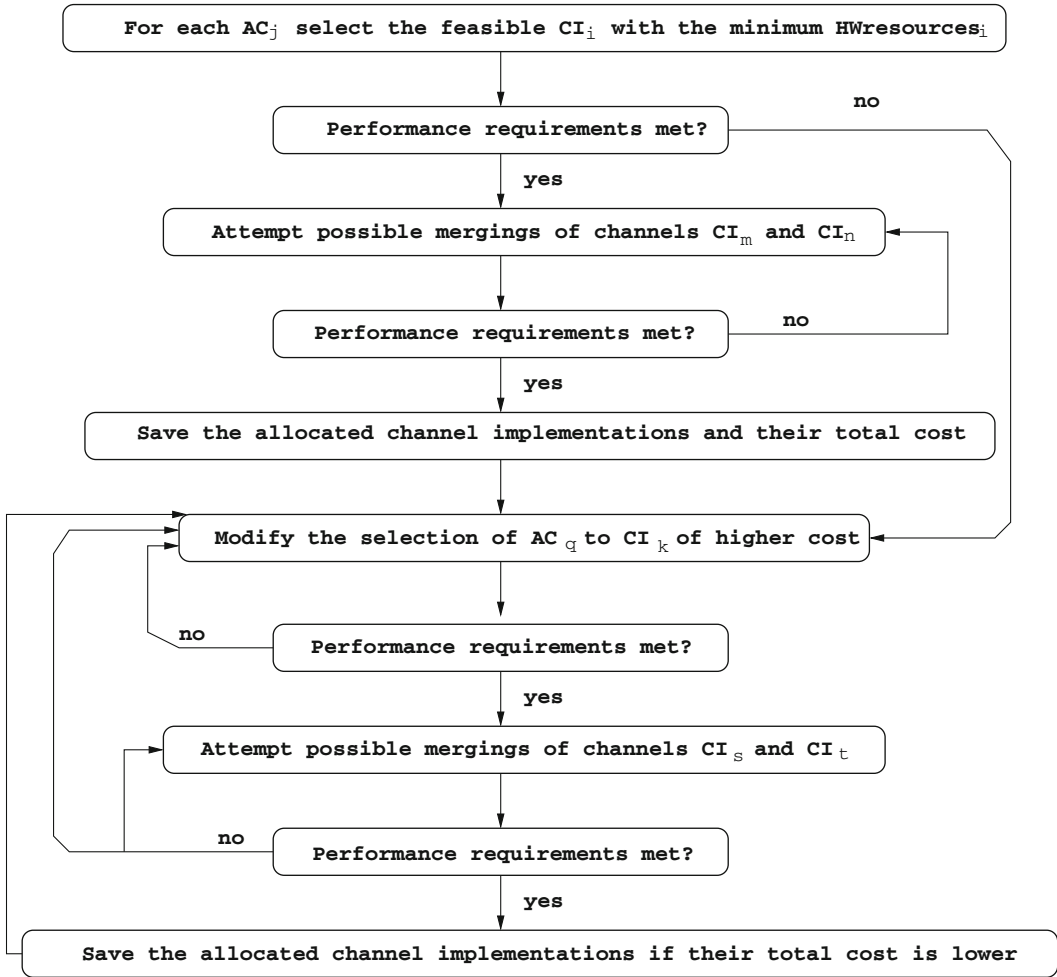 For each AC_j select the feasible CI_i with the minimum HWresources_i
no
Performance requirements met?
yes
Attempt possible mergings of channels CI_m and CI_n
Performance requirements met?
no
yes
Save the allocated channel implementations and their total cost
Modify the selection of AC_q to CI_k of higher cost
no
Performance requirements met?
yes
Attempt possible mergings of channels CI_s and CI_t
no
Performance requirements met?
yes
Save the allocated channel implementations if their total cost is lower